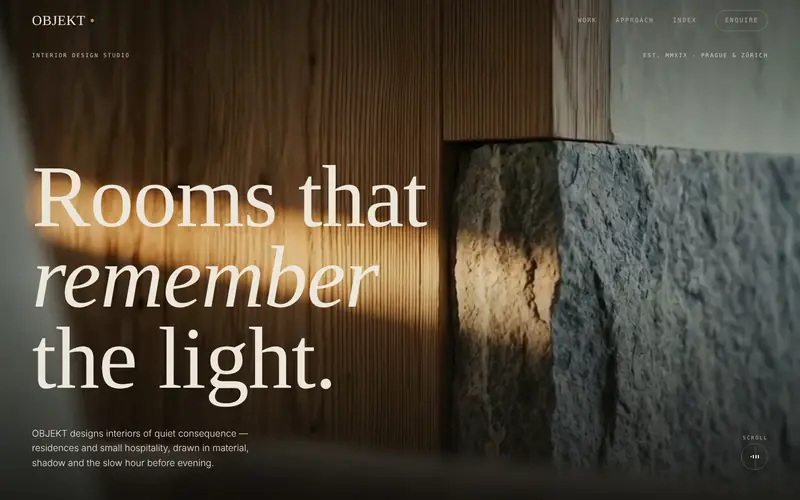 OBJEKT
WORK APPROACH INDEX ENQUIRE
INTERIOR DESIGN STUDIO
EST. MMXIX · PRAGUE & ZÜRICH
Rooms that
remember
the light.
OBJEKT designs interiors of quiet consequence —
residences and small hospitality, drawn in material,
shadow and the slow hour before evening.
SCROLL